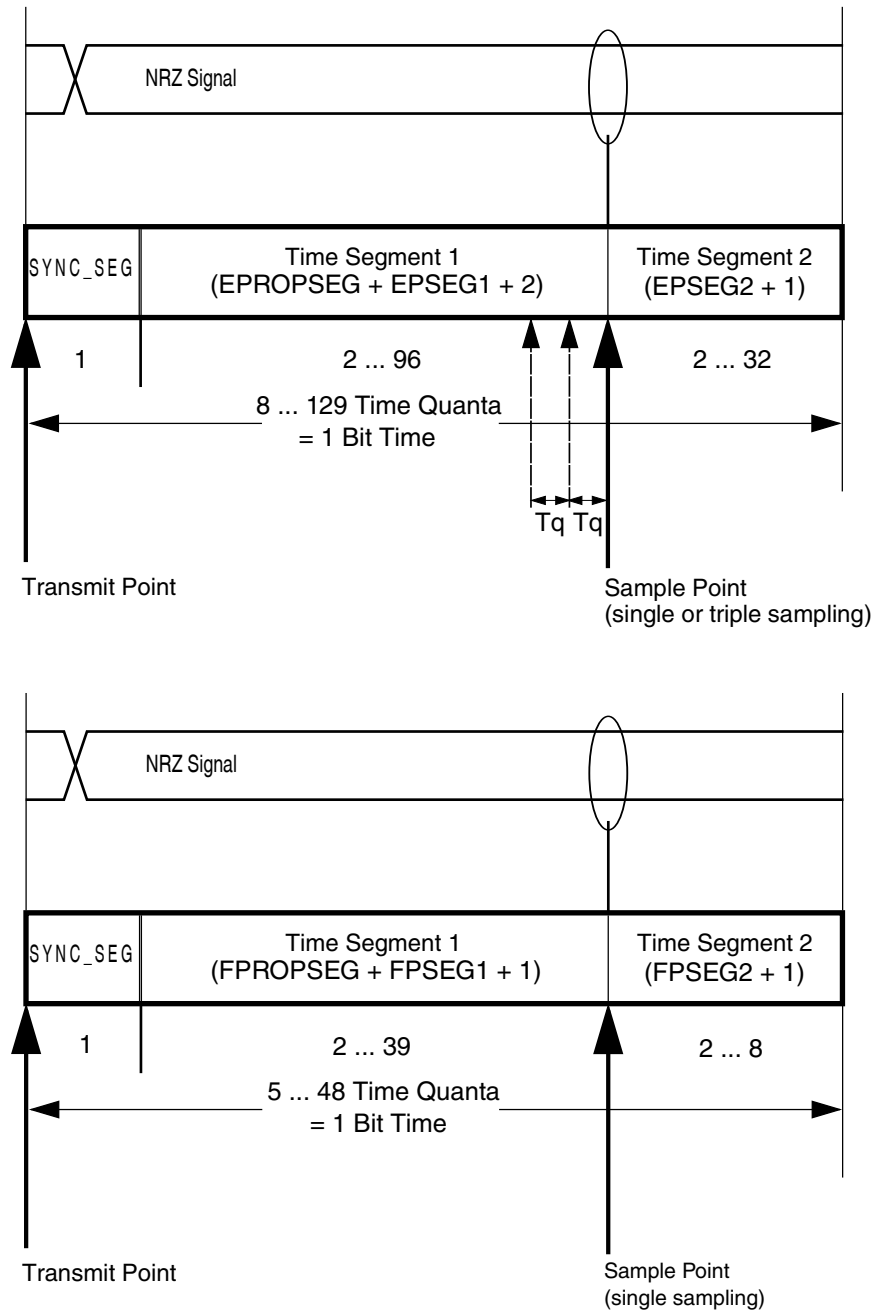 NRZ Signal
SYNC_SEG
Time Segment 1
(EPROPSEG + EPSEG1 + 2)
Time Segment 2
(EPSEG2 + 1)
1
2 ... 96
2 ... 32
8 ... 129 Time Quanta
= 1 Bit Time
Tq Tq
Transmit Point
Sample Point
(single or triple sampling)
NRZ Signal
SYNC_SEG
Time Segment 1
(FPROPSEG + FPSEG1 + 1)
Time Segment 2
(FPSEG2 + 1)
1
2 ... 39
2 ... 8
5 ... 48 Time Quanta
= 1 Bit Time
Transmit Point
Sample Point
(single sampling)